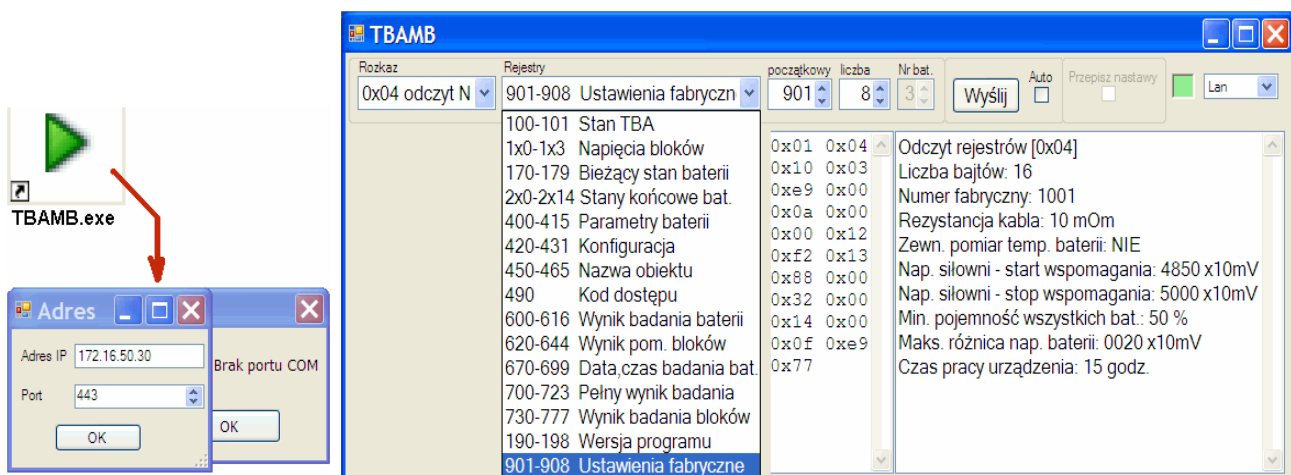 TBAMB.exe
Adres
Adres IP 172.16.50.30
Port 443
OK
Brak portu COM
OK
TBAMB
Rozkaz Rejestry początkowy liczba Nr bat.
0x04 odczyt N 901-908 Ustawienia fabryczn 901 8 3 Wyślij Auto Przepisz nastawy Lan
100-101 Stan TBA
1x0-1x3 Napięcia bloków
170-179 Bieżący stan baterii
2x0-2x14 Stany końcowe bat.
400-415 Parametry baterii
420-431 Konfiguracja
450-465 Nazwa obiektu
490 Kod dostępu
600-616 Wynik badania baterii
620-644 Wynik pom. bloków
670-699 Data,czas badania bat.
700-723 Pełny wynik badania
730-777 Wynik badania bloków
190-198 Wersja programu
901-908 Ustawienia fabryczne
0x01 0x04
0x10 0x03
0xe9 0x00
0x0a 0x00
0x00 0x12
0xf2 0x13
0x88 0x00
0x32 0x00
0x14 0x00
0x0f 0xe9
0x77
Odczyt rejestrów [0x04]
Liczba bajtów: 16
Numer fabryczny: 1001
Rezystancja kabla: 10 mOm
Zewn. pomiar temp. baterii: NIE
Nap. siłowni - start wspomagania: 4850 x10mV
Nap. siłowni - stop wspomagania: 5000 x10mV
Min. pojemność wszystkich bat.: 50 %
Maks. różnica nap. baterii: 0020 x10mV
Czas pracy urządzenia: 15 godz.